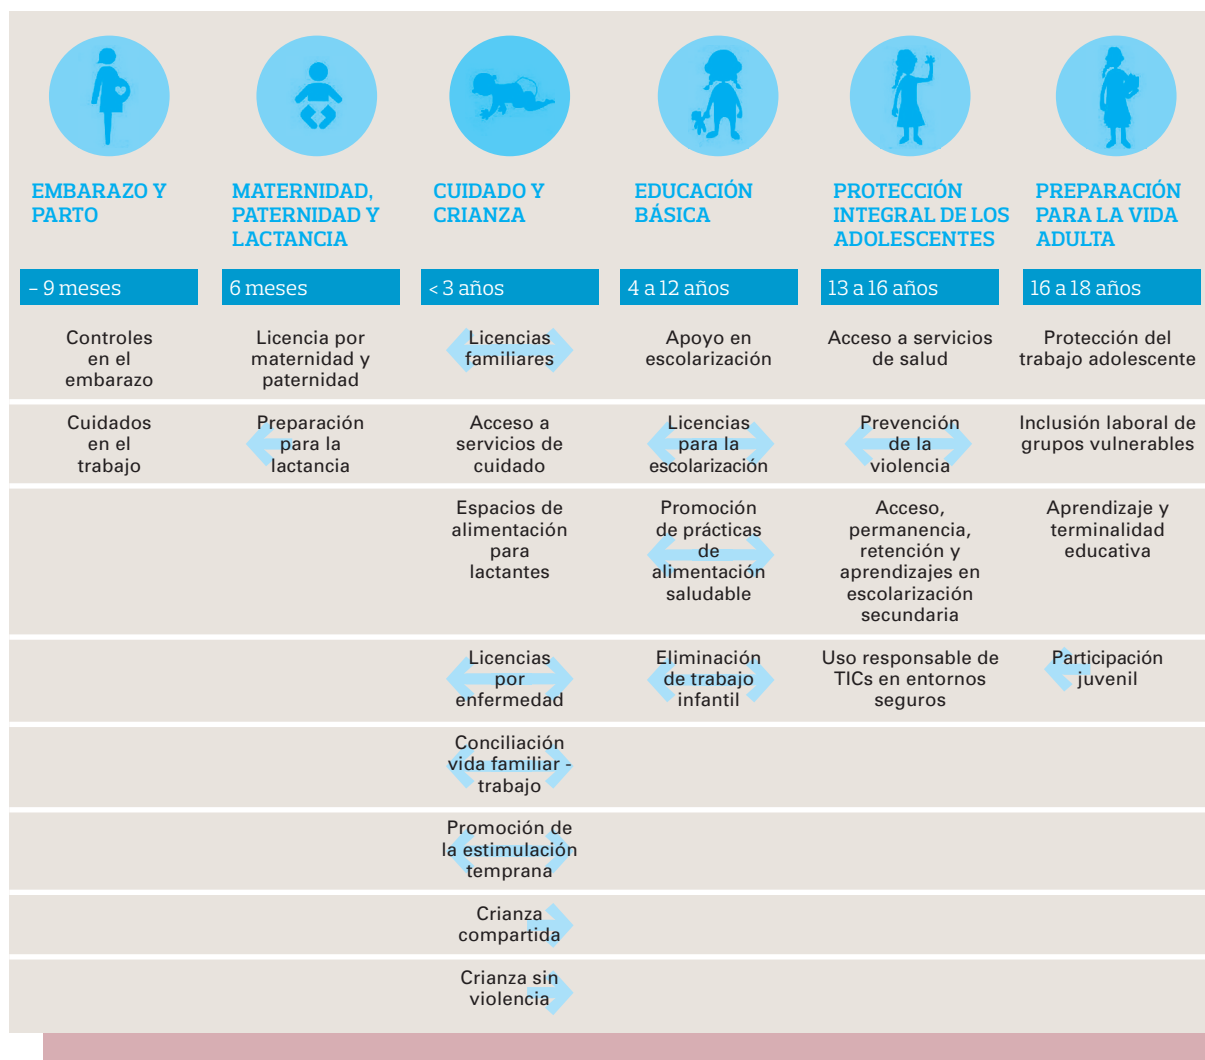 EMBARAZO Y
PARTO
MATERNIDAD,
PATERNIDAD Y
LACTANCIA
CUIDADO Y
CRIANZA
EDUCACIÓN
BÁSICA
PROTECCIÓN
INTEGRAL DE LOS
ADOLESCENTES
PREPARACIÓN
PARA LA VIDA
ADULTA
– 9 meses
6 meses
< 3 años
4 a 12 años
13 a 16 años
16 a 18 años
Controles
en el
embarazo
Licencia por
maternidad y
paternidad
Licencias
familiares
Apoyo en
escolarización
Acceso a servicios
de salud
Protección del
trabajo adolescente
Cuidados
en el
trabajo
Preparación
para la
lactancia
Acceso a
servicios de
cuidado
Licencias
para la
escolarización
Prevención
de la
violencia
Inclusión laboral de
grupos vulnerables
Espacios de
alimentación
para
lactantes
Promoción
de prácticas
de
alimentación
saludable
Acceso,
permanencia,
retención y
aprendizajes en
escolarización
secundaria
Aprendizaje y
terminalidad
educativa
Licencias
por
enfermedad
Eliminación
de trabajo
infantil
Uso responsable de
TICs en entornos
seguros
Participación
juvenil
Conciliación
vida familiar -
trabajo
Promoción de
la estimulación
temprana
Crianza
compartida
Crianza sin
violencia